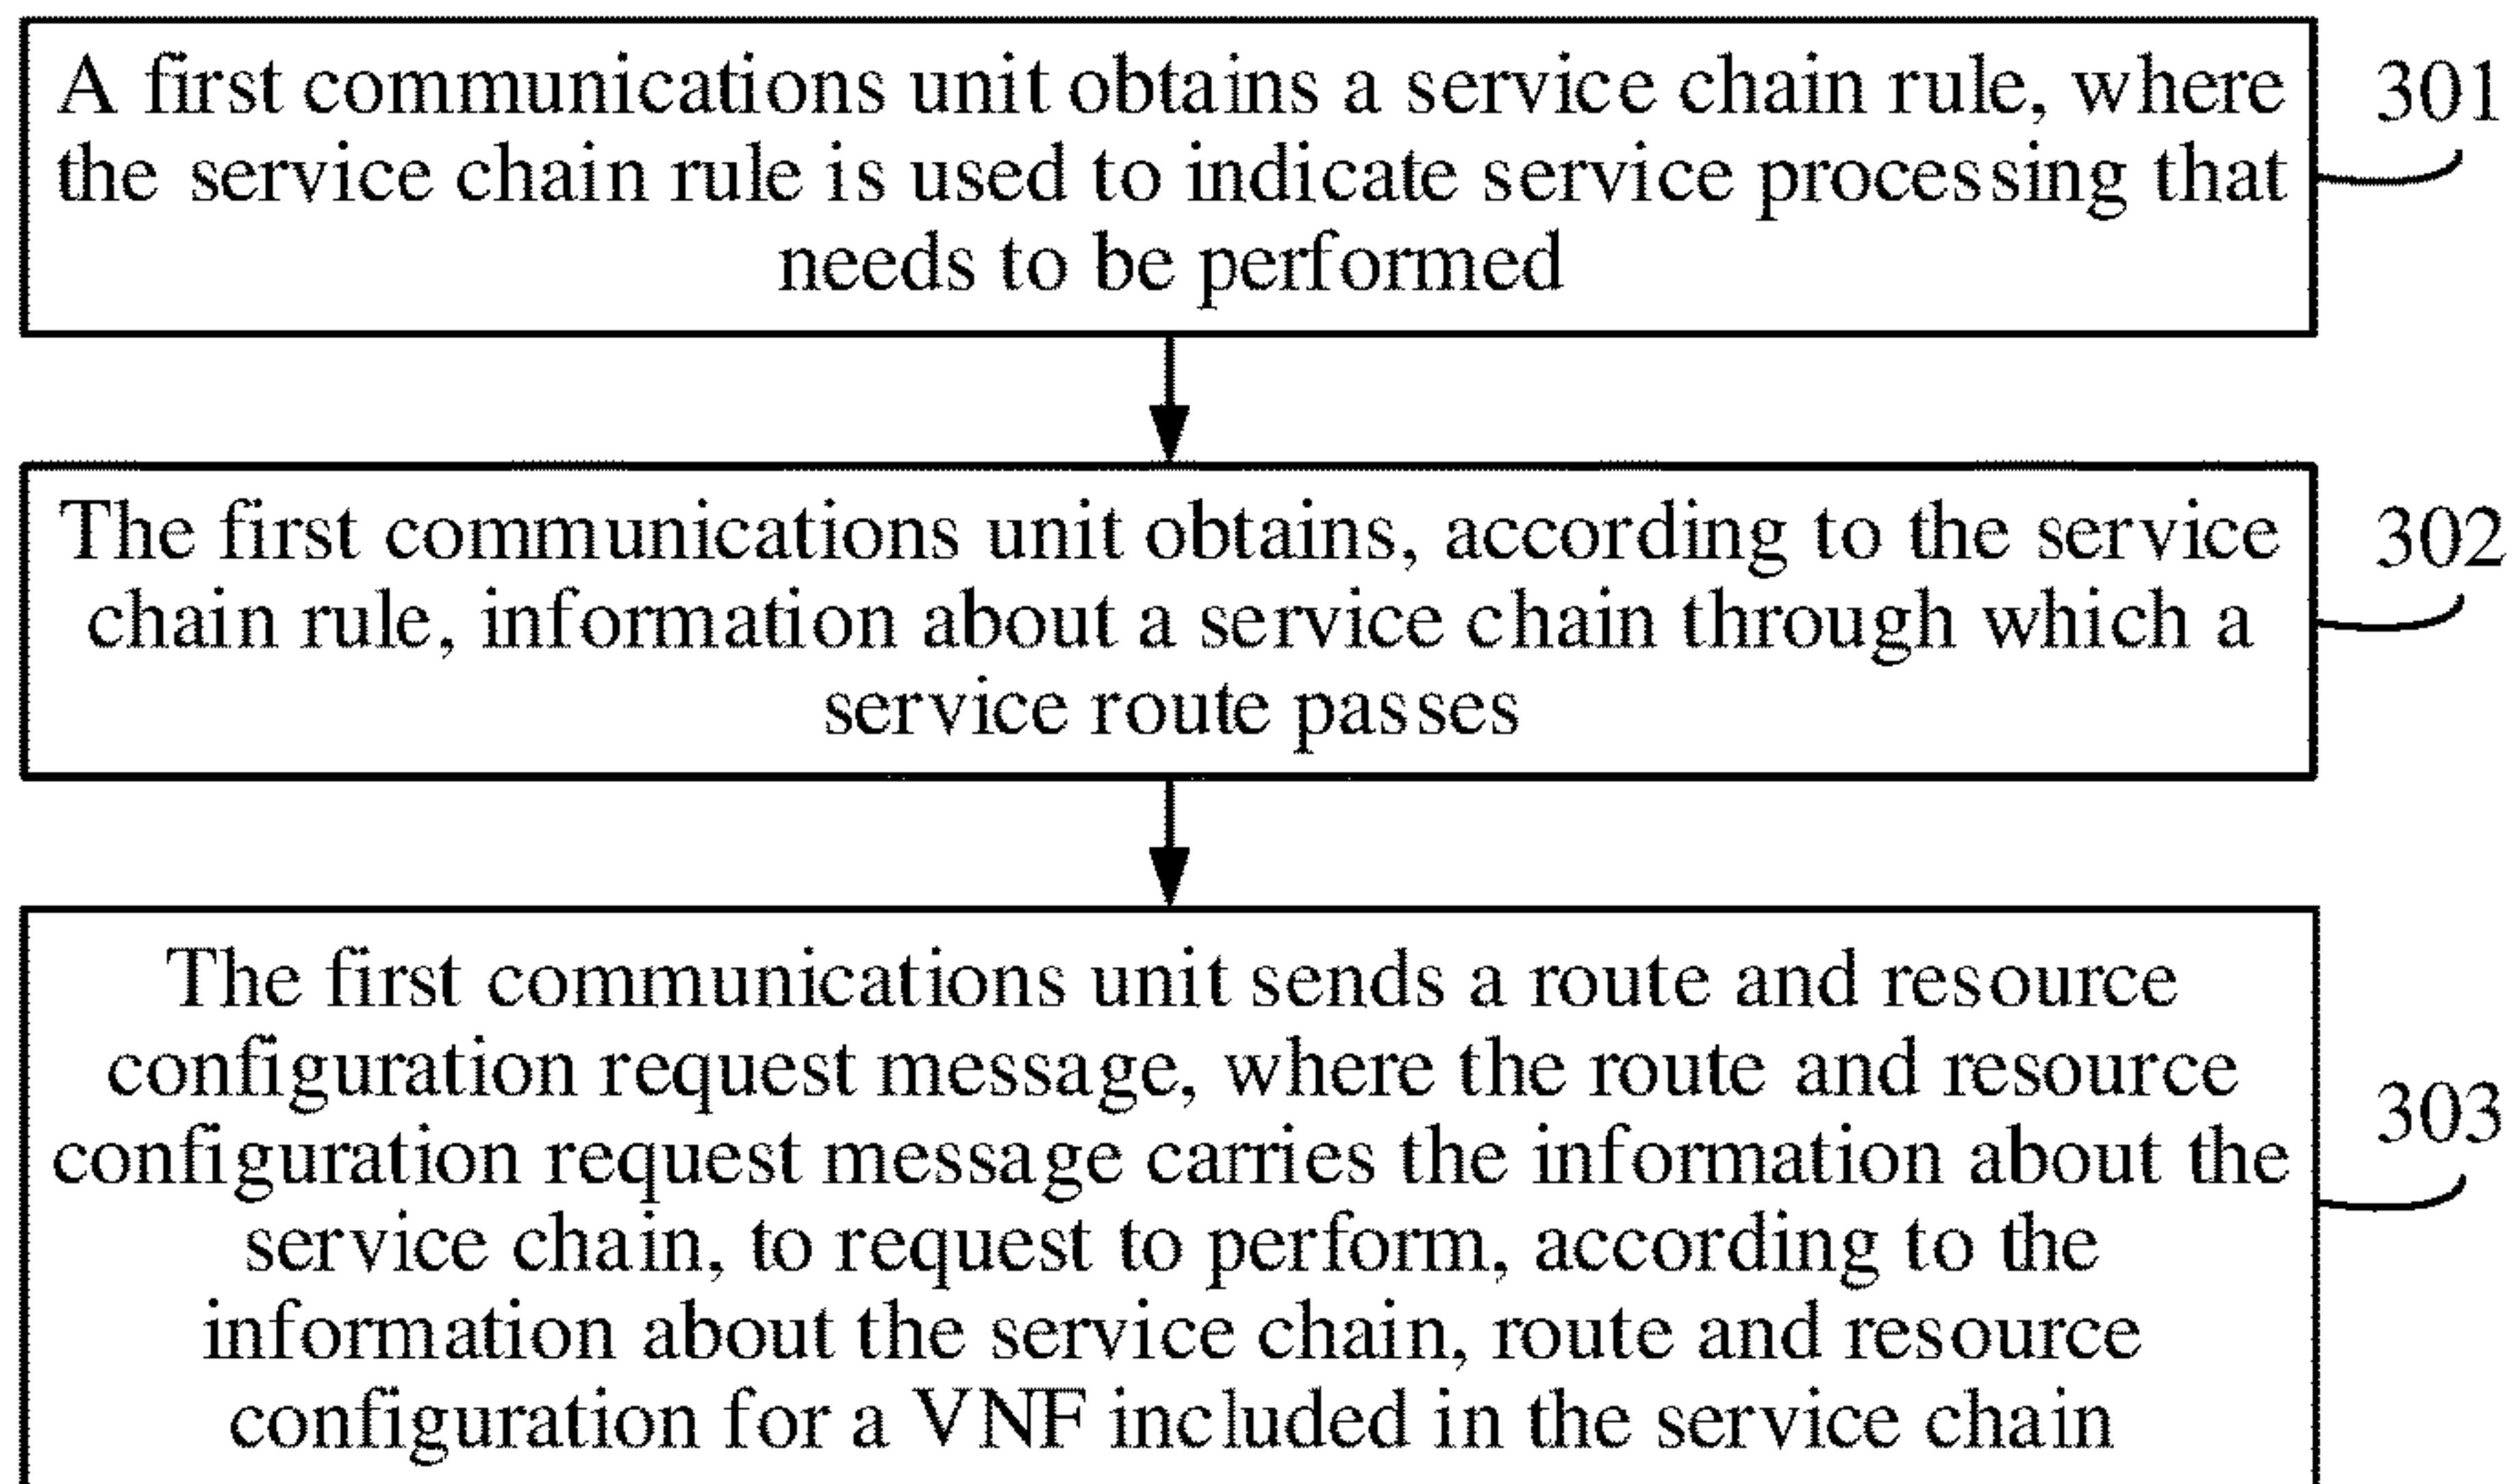 A first communications unit obtains a service chain rule, where
the service chain rule is used to indicate service processing that
needs to be performed
301
The first communications unit obtains, according to the service
chain rule, information about a service chain through which a
service route passes
302
The first communications unit sends a route and resource
configuration request message, where the route and resource
configuration request message carries the information about the
service chain, to request to perform, according to the
information about the service chain, route and resource
configuration for a VNF included in the service chain
303